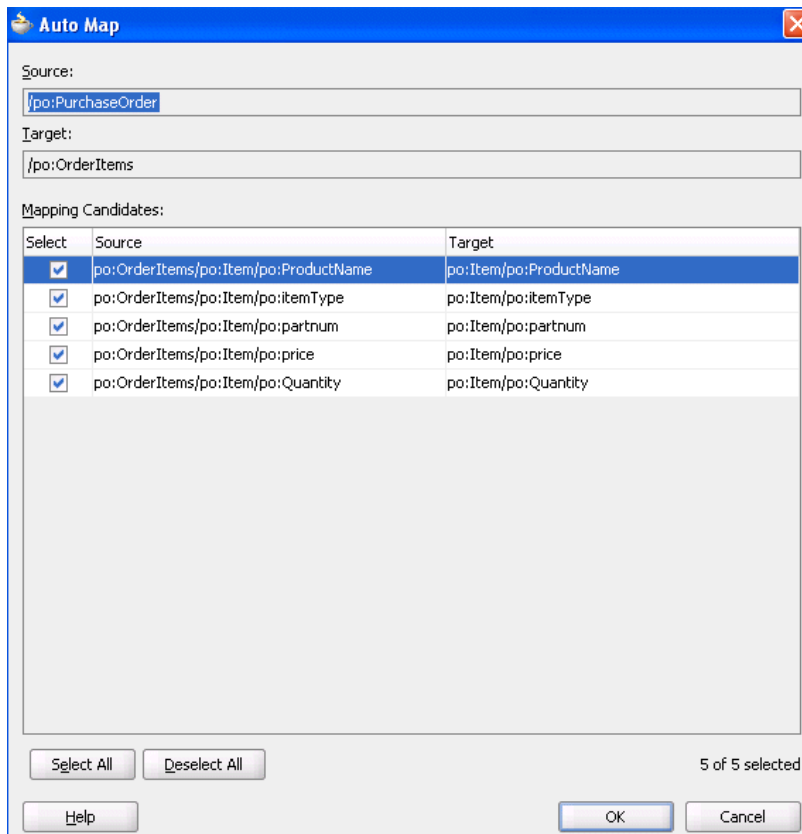 Auto Map
Source:
/po:PurchaseOrder
Target:
/po:OrderItems
Mapping Candidates:
Select Source Target
po:OrderItems/po:Item/po:ProductName po:Item/po:ProductName
po:OrderItems/po:Item/po:itemType po:Item/po:itemType
po:OrderItems/po:Item/po:partnum po:Item/po:partnum
po:OrderItems/po:Item/po:price po:Item/po:price
po:OrderItems/po:Item/po:Quantity po:Item/po:Quantity
Select All Deselect All 5 of 5 selected
Help OK Cancel